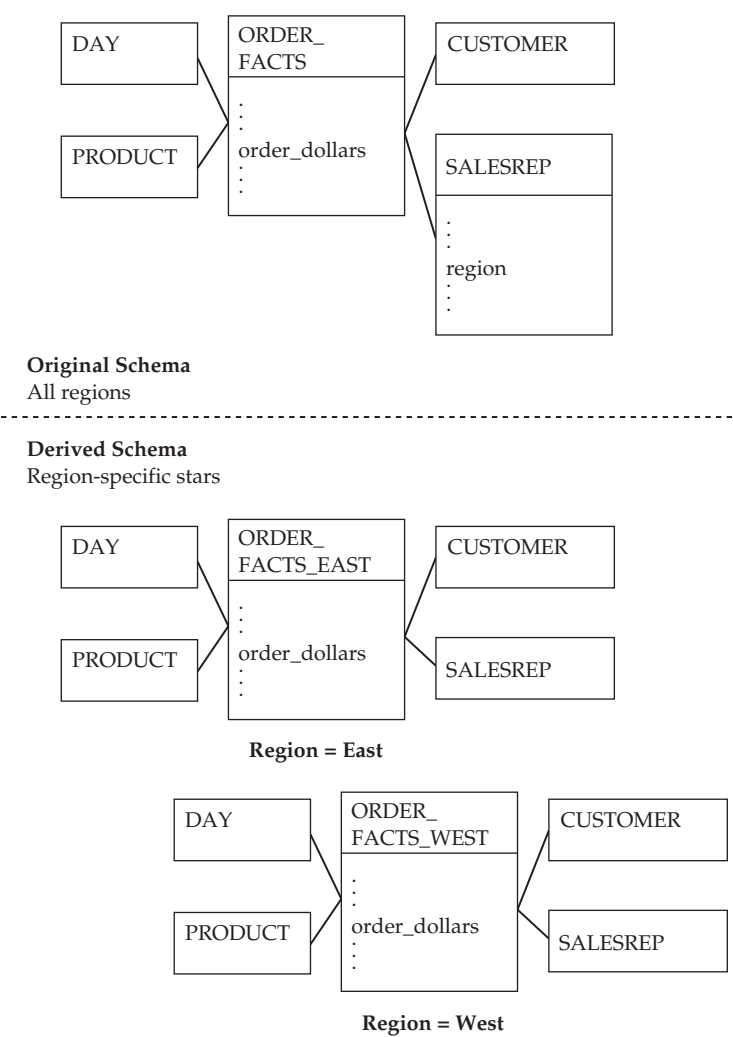 DAY
ORDER_
FACTS
CUSTOMER
PRODUCT
.
.
.
order_dollars
.
.
.
SALESREP
.
.
.
region
.
.
.
Original Schema
All regions
Derived Schema
Region-specific stars
DAY
ORDER_
FACTS_EAST
CUSTOMER
PRODUCT
.
.
.
order_dollars
.
.
.
SALESREP
Region = East
DAY
ORDER_
FACTS_WEST
CUSTOMER
PRODUCT
.
.
.
order_dollars
.
.
.
SALESREP
Region = West